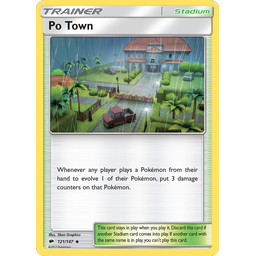 TRAINER
Stadium
Po Town
Whenever any player plays a Pokémon from their
hand to evolve 1 of their Pokémon, put 3 damage
counters on that Pokémon.
Illus. 5ban Graphics
This card stays in play when you play it. Discard this card if
another Stadium card comes into play. If another card with
the same name is in play, you can't play this card.
121/147